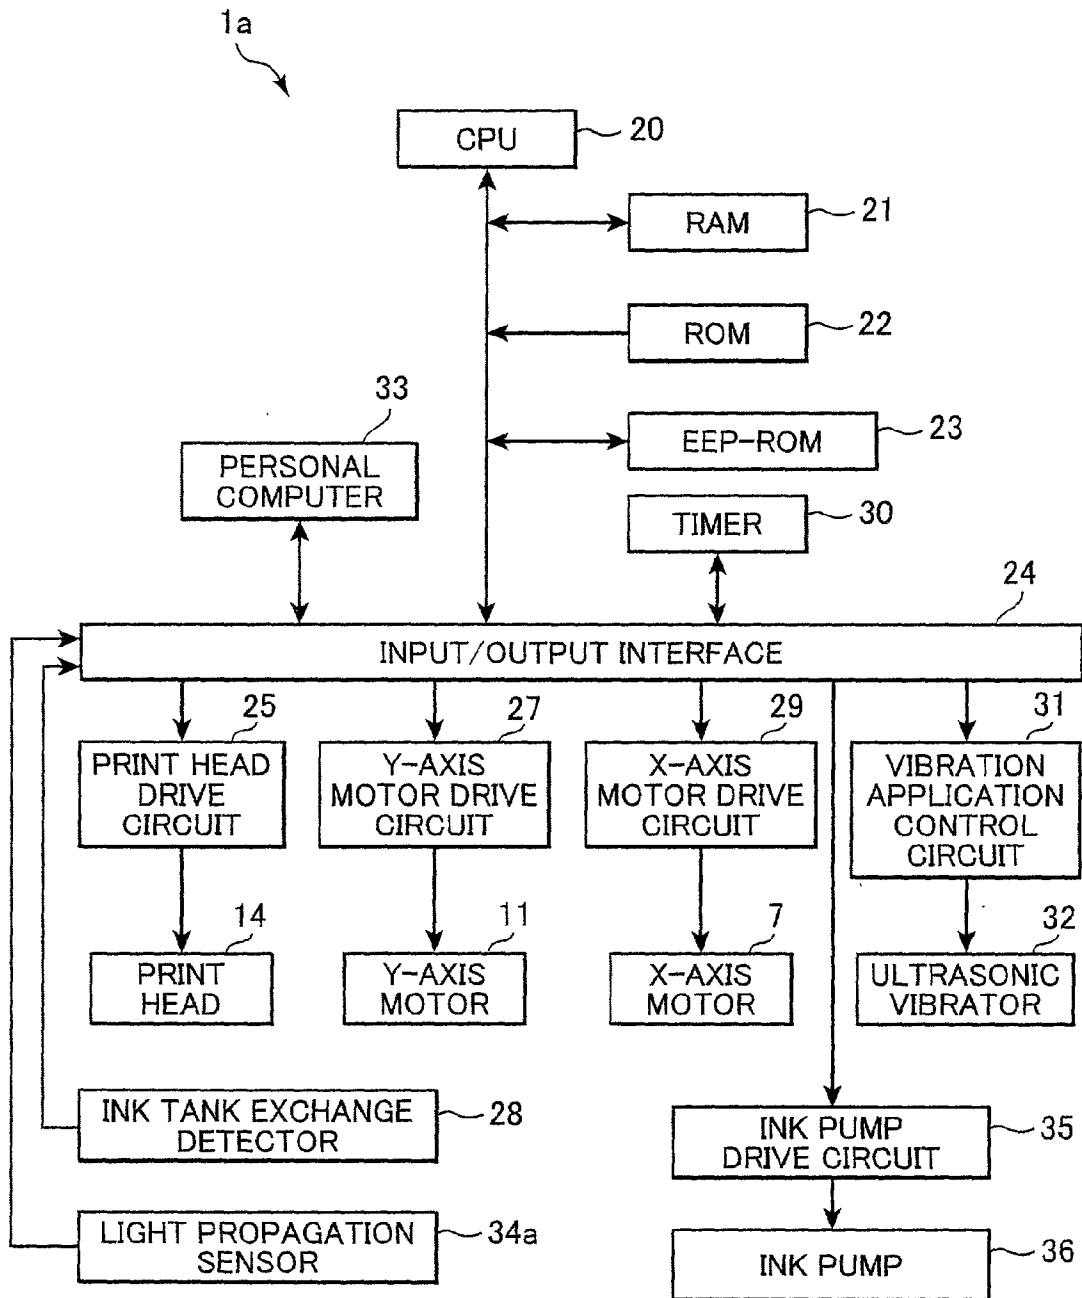 1a
CPU
20
RAM
21
ROM
22
33
PERSONAL
COMPUTER
EEP-ROM
23
TIMER
30
24
INPUT/OUTPUT INTERFACE
25
PRINT HEAD
DRIVE
CIRCUIT
27
Y-AXIS
MOTOR DRIVE
CIRCUIT
29
X-AXIS
MOTOR DRIVE
CIRCUIT
31
VIBRATION
APPLICATION
CONTROL
CIRCUIT
14
PRINT
HEAD
11
Y-AXIS
MOTOR
7
X-AXIS
MOTOR
32
ULTRASONIC
VIBRATOR
INK TANK EXCHANGE
DETECTOR
28
INK PUMP
DRIVE CIRCUIT
35
LIGHT PROPAGATION
SENSOR
34a
INK PUMP
36